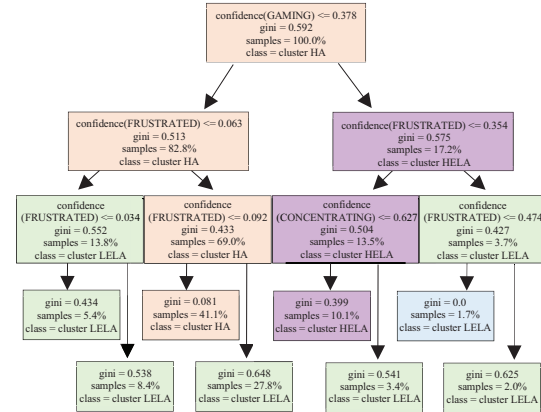 confidence(GAMING) <= 0.378
gini = 0.592
samples = 100.0%
class = cluster HA
confidence(FRUSTRATED) <= 0.063
gini = 0.513
samples = 82.8%
class = cluster HA
confidence(FRUSTRATED) <= 0.354
gini = 0.575
samples = 17.2%
class = cluster HELA
confidence
(FRUSTRATED) <= 0.034
gini = 0.552
samples = 13.8%
class = cluster LELA
confidence
(FRUSTRATED) <= 0.092
gini = 0.433
samples = 69.0%
class = cluster HA
confidence
(CONCENTRATING) <= 0.627
gini = 0.504
samples = 13.5%
class = cluster HELA
confidence
(FRUSTRATED) <= 0.474
gini = 0.427
samples = 3.7%
class = cluster LELA
gini = 0.434
samples = 5.4%
class = cluster LELA
gini = 0.081
samples = 41.1%
class = cluster HA
gini = 0.399
samples = 10.1%
class = cluster HELA
gini = 0.0
samples = 1.7%
class = cluster LELA
gini = 0.538
samples = 8.4%
class = cluster LELA
gini = 0.648
samples = 27.8%
class = cluster LELA
gini = 0.541
samples = 3.4%
class = cluster LELA
gini = 0.625
samples = 2.0%
class = cluster LELA